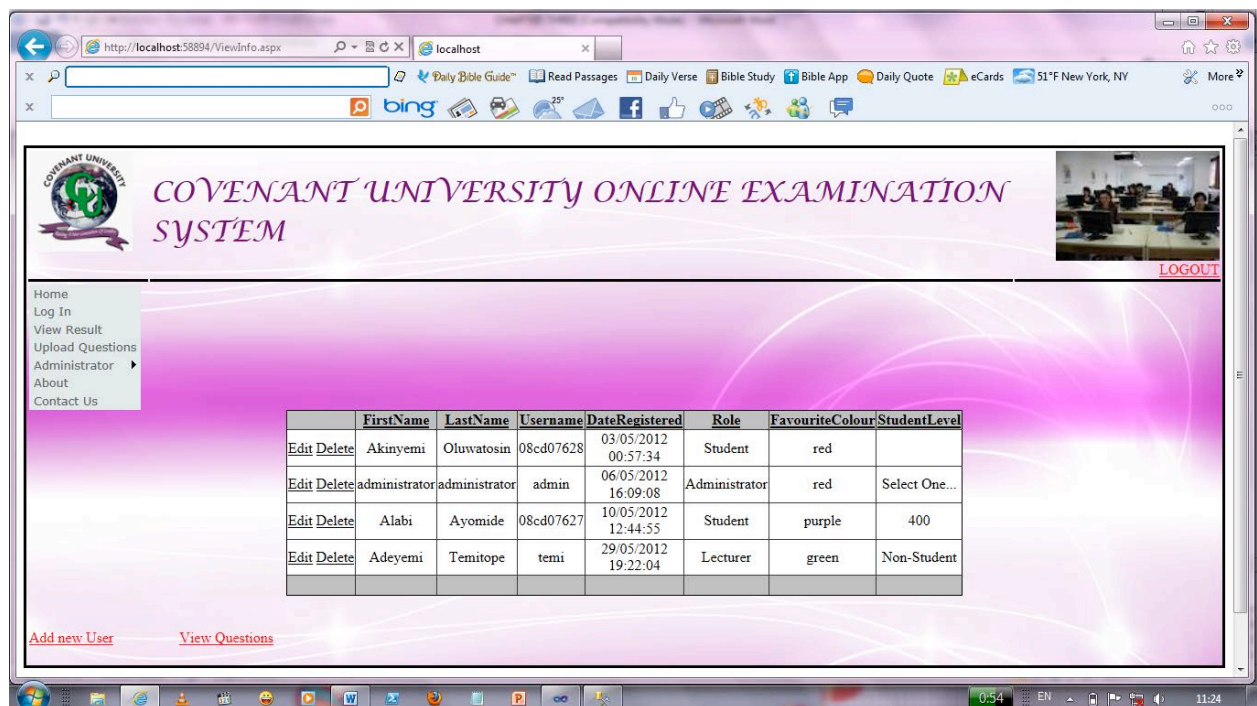 http://localhost:58894/ViewInfo.aspx
localhost
Daily Bible Guide™ Read Passages Daily Verse Bible Study Bible App Daily Quote eCards 51°F New York, NY More
bing 25°
COVENANT UNIVERSITY
COVENANT UNIVERSITY ONLINE EXAMINATION
SYSTEM
LOGOUT
Home
Log In
View Result
Upload Questions
Administrator
About
Contact Us
FirstName LastName Username DateRegistered Role FavouriteColour StudentLevel
Edit Delete Akinyemi Oluwatosin 08cd07628 03/05/2012 00:57:34 Student red
Edit Delete administrator administrator admin 06/05/2012 16:09:08 Administrator red Select One...
Edit Delete Alabi Ayomide 08cd07627 10/05/2012 12:44:55 Student purple 400
Edit Delete Adeyemi Temitope temi 29/05/2012 19:22:04 Lecturer green Non-Student
Add new User View Questions
0:54 EN 11:24